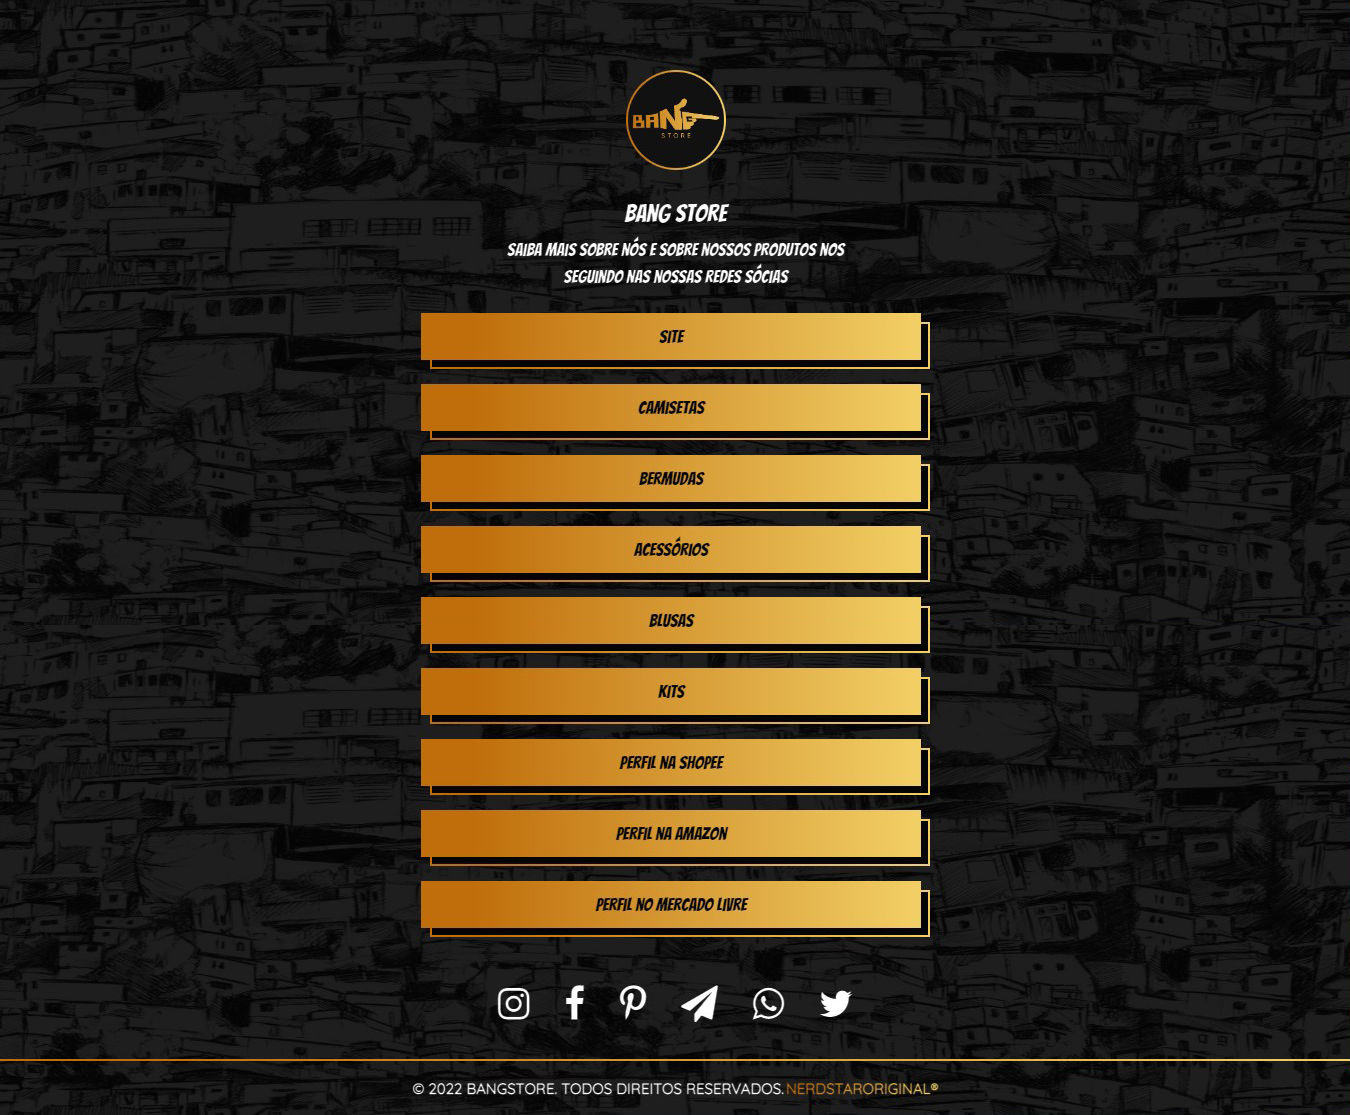 BANG
STORE
BANG STORE
SAIBA MAIS SOBRE NÓS E SOBRE NOSSOS PRODUTOS NOS
SEGUINDO NAS NOSSAS REDES SÓCIAS
SITE
CAMISETAS
BERMUDAS
ACESSÓRIOS
BLUSAS
KITS
PERFIL NA SHOPEE
PERFIL NA AMAZON
PERFIL NO MERCADO LIVRE
© 2022 BANGSTORE. TODOS DIREITOS RESERVADOS. NERDSTARORIGINAL®